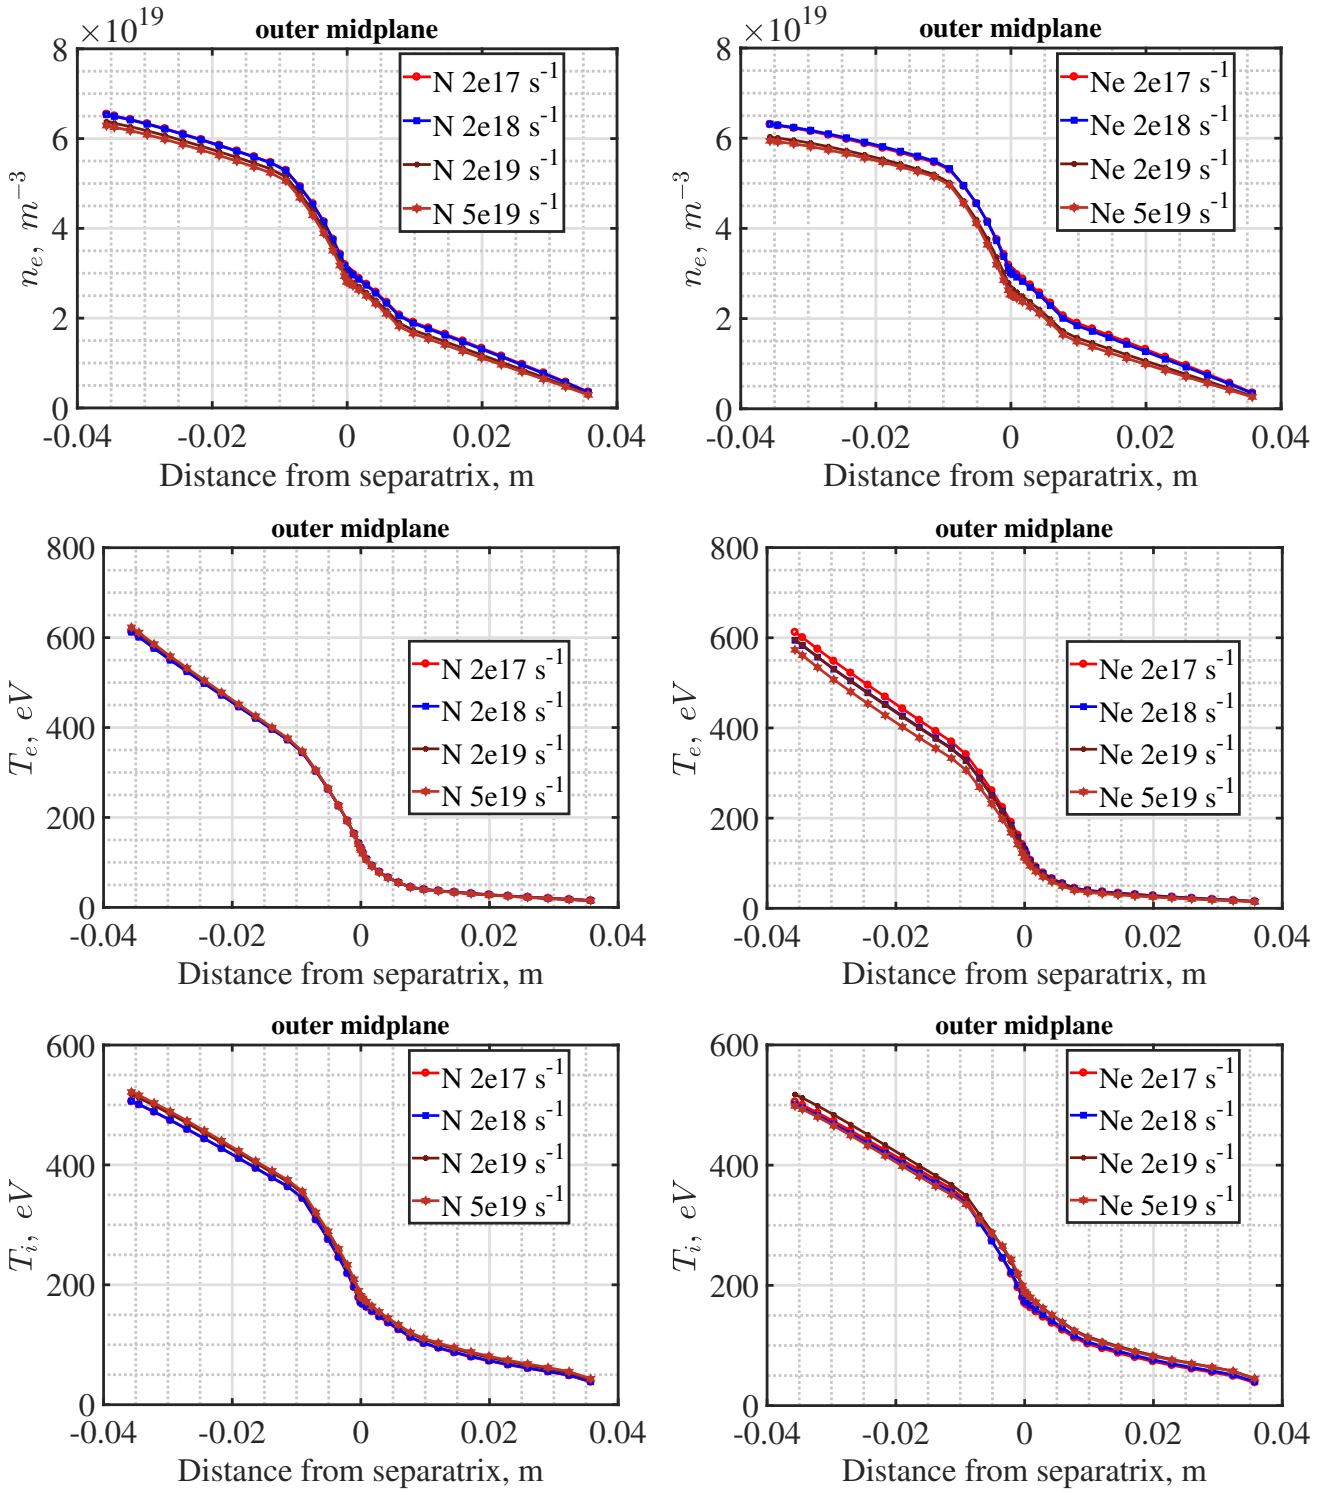 ×10^19
outer midplane
8
6
4
2
0
n_e, m^−3
N 2e17 s^-1
N 2e18 s^-1
N 2e19 s^-1
N 5e19 s^-1
-0.04 -0.02 0 0.02 0.04
Distance from separatrix, m
×10^19
outer midplane
8
6
4
2
0
n_e, m^−3
Ne 2e17 s^-1
Ne 2e18 s^-1
Ne 2e19 s^-1
Ne 5e19 s^-1
-0.04 -0.02 0 0.02 0.04
Distance from separatrix, m
outer midplane
800
600
400
200
0
T_e, eV
N 2e17 s^-1
N 2e18 s^-1
N 2e19 s^-1
N 5e19 s^-1
-0.04 -0.02 0 0.02 0.04
Distance from separatrix, m
outer midplane
800
600
400
200
0
T_e, eV
Ne 2e17 s^-1
Ne 2e18 s^-1
Ne 2e19 s^-1
Ne 5e19 s^-1
-0.04 -0.02 0 0.02 0.04
Distance from separatrix, m
outer midplane
600
400
200
0
T_i, eV
N 2e17 s^-1
N 2e18 s^-1
N 2e19 s^-1
N 5e19 s^-1
-0.04 -0.02 0 0.02 0.04
Distance from separatrix, m
outer midplane
600
400
200
0
T_i, eV
Ne 2e17 s^-1
Ne 2e18 s^-1
Ne 2e19 s^-1
Ne 5e19 s^-1
-0.04 -0.02 0 0.02 0.04
Distance from separatrix, m